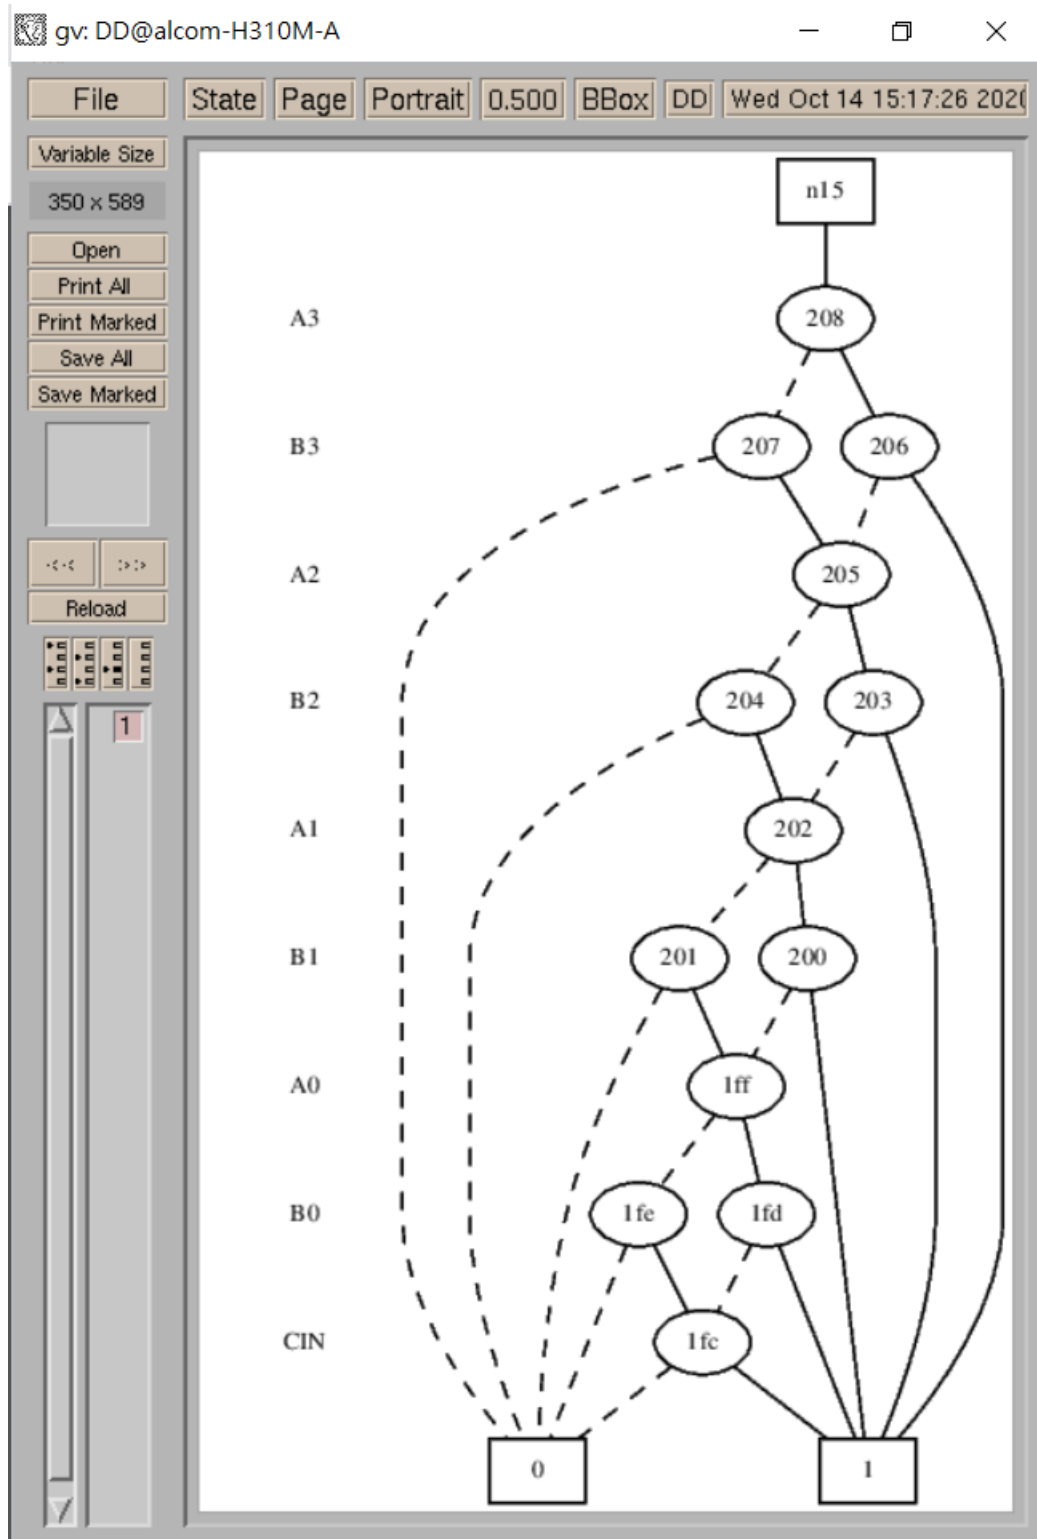 gv: DD@alcom-H310M-A
File State Page Portrait 0.500 BBox DD Wed Oct 14 15:17:26
Variable Size
350 x 589
Open
Print All
Print Marked
Save All
Save Marked
<< >>
Reload
1
n15
A3 208
B3 207 206
A2 205
B2 204 203
A1 202
B1 201 200
A0 1ff
B0 1fe 1fd
CIN 1fc
0 1